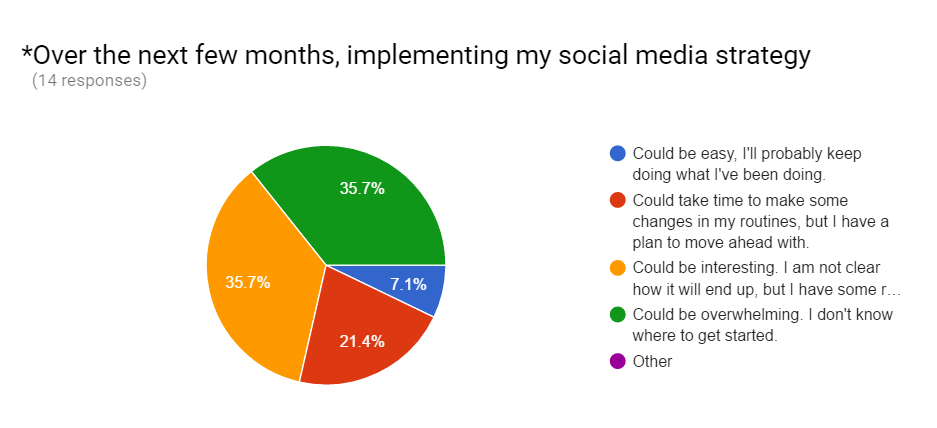 *Over the next few months, implementing my social media strategy
(14 responses)
35.7%
35.7%
7.1%
21.4%
Could be easy, I'll probably keep
doing what I've been doing.
Could take time to make some
changes in my routines, but I have a
plan to move ahead with.
Could be interesting. I am not clear
how it will end up, but I have some r…
Could be overwhelming. I don't know
where to get started.
Other